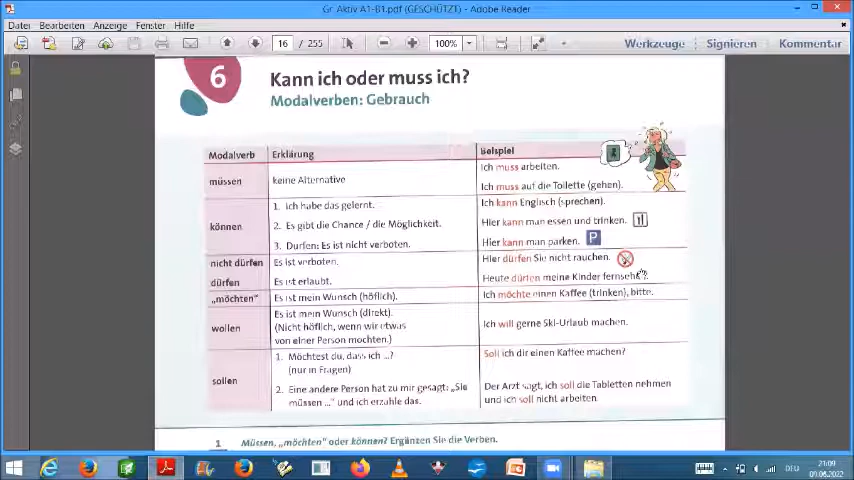 Gr. Aktiv A1-B1.pdf (GESCHÜTZT) - Adobe Reader
Datei Bearbeiten Anzeige Fenster Hilfe
16 / 255 100% Werkzeuge Signieren Kommentar
6 Kann ich oder muss ich?
Modalverben: Gebrauch
Modalverb Erklärung Beispiel
müssen keine Alternative Ich muss arbeiten.
Ich muss auf die Toilette (gehen).
können 1. Ich habe das gelernt. Ich kann Englisch (sprechen).
2. Es gibt die Chance / die Möglichkeit. Hier kann man essen und trinken.
3. Dürfen: Es ist nicht verboten. Hier kann man parken. P
nicht dürfen Es ist verboten. Hier dürfen Sie nicht rauchen.
dürfen Es ist erlaubt. Heute dürfen meine Kinder fernsehen.
„möchten" Es ist mein Wunsch (höflich). Ich möchte einen Kaffee (trinken), bitte.
wollen Es ist mein Wunsch (direkt).
(Nicht höflich, wenn wir etwas
von einer Person möchten.)
Ich will gerne Ski-Urlaub machen.
sollen 1. Möchtest du, dass ich ...?
(nur in Fragen)
Soll ich dir einen Kaffee machen?
2. Eine andere Person hat zu mir gesagt: „Sie
müssen ..." und ich erzähle das.
Der Arzt sagt, ich soll die Tabletten nehmen
und ich soll nicht arbeiten.
1 Müssen, „möchten" oder können? Ergänzen Sie die Verben.
DEU 21:09
09.06.2022